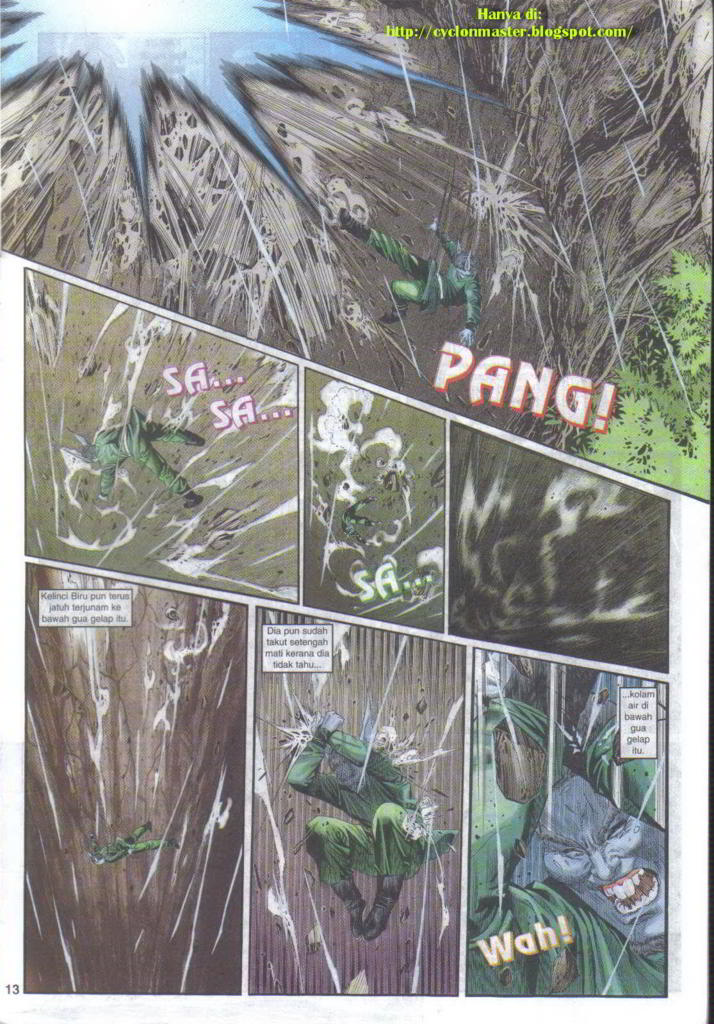 Hanya di:
http://cyclonmaster.blogspot.com/
PANG!
SA...
SA...
SA...
Kelinci Biru pun terus
jatuh terjunam ke
bawah gua gelap itu.
Dia pun sudah
takut setengah
mati kerana dia
tidak tahu...
...kolam
air di
bawah
gua
gelap
itu.
Wah!
13